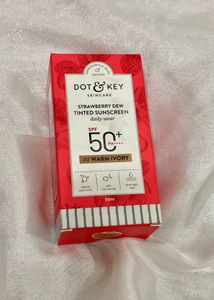 DOT & KEY
SKINCARE
STRAWBERRY DEW
TINTED SUNSCREEN
daily wear
SPF
50+
PA++++
02 WARM IVORY
50ml